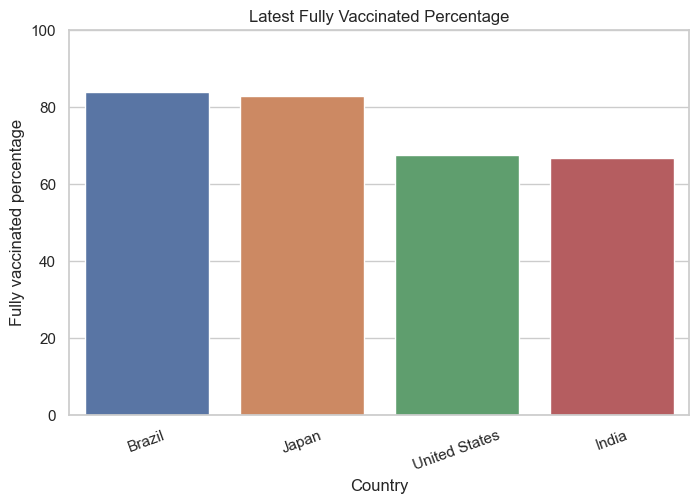 Latest Fully Vaccinated Percentage
100
80
60
40
20
0
Fully vaccinated percentage
Brazil
Japan
United States
India
Country